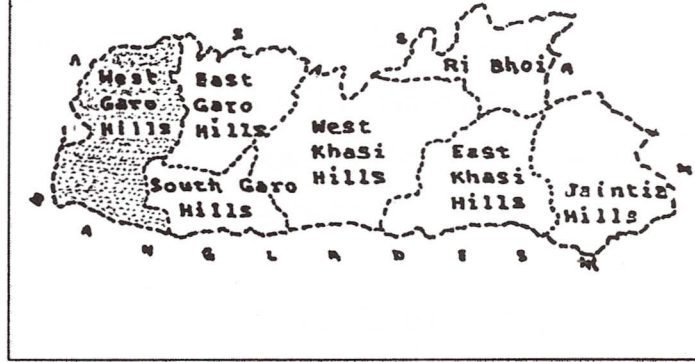 A S S A M
Ri Bhoi
West
Garo
Hills
East
Garo
Hills
West
Khasi
Hills
East
Khasi
Hills
South Garo
Hills
Jaintia
Hills
B A N G L A D E S H